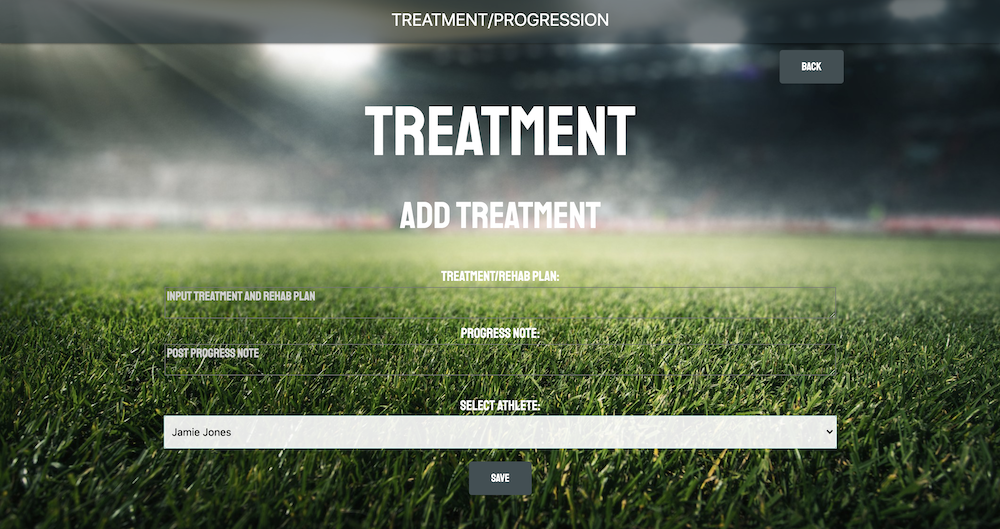 TREATMENT/PROGRESSION
BACK
TREATMENT
ADD TREATMENT
TREATMENT/REHAB PLAN:
INPUT TREATMENT AND REHAB PLAN
PROGRESS NOTE:
POST PROGRESS NOTE
SELECT ATHLETE:
Jamie Jones
SAVE